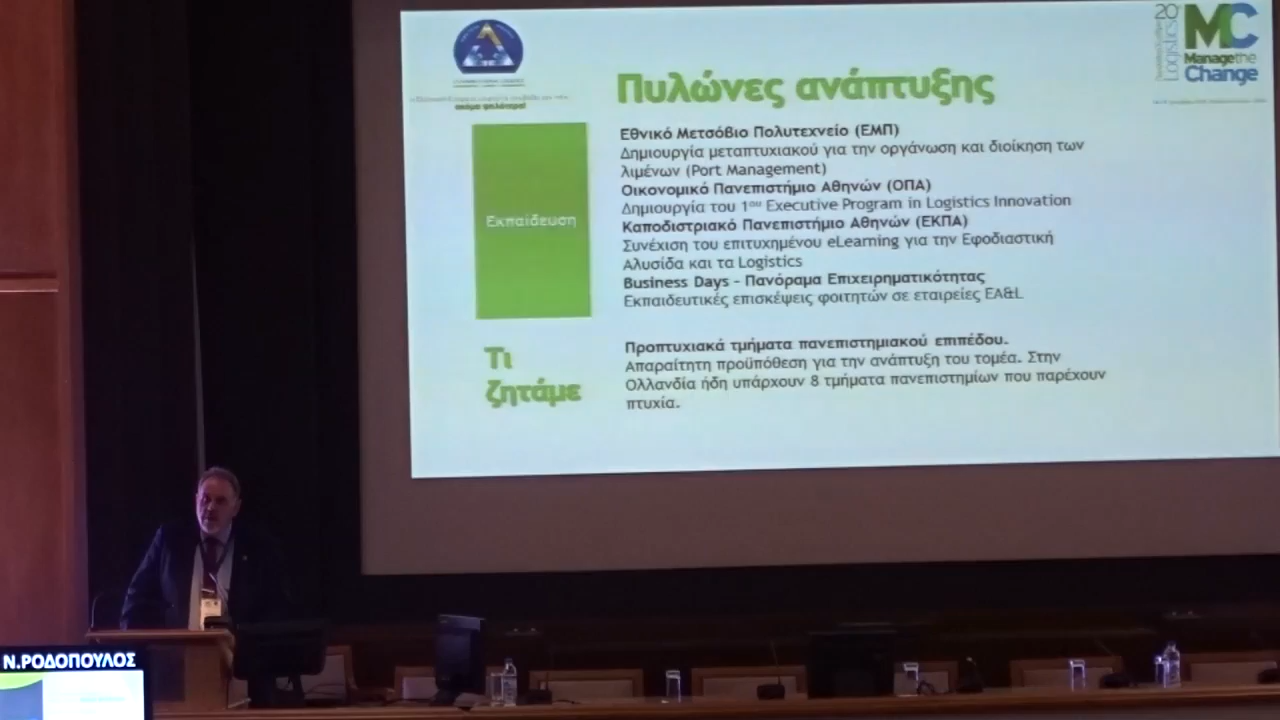 20
Logistics
MC
Manage the
Change
Πυλώνες ανάπτυξης
ακόμα ψηλότερα!
Εκπαίδευση
Εθνικό Μετσόβιο Πολυτεχνείο (ΕΜΠ)
Δημιουργία μεταπτυχιακού για την οργάνωση και διοίκηση των
λιμένων (Port Management)
Οικονομικό Πανεπιστήμιο Αθηνών (ΟΠΑ)
Δημιουργία του 1ου Executive Program in Logistics Innovation
Καποδιστριακό Πανεπιστήμιο Αθηνών (ΕΚΠΑ)
Συνέχιση του επιτυχημένου eLearning για την Εφοδιαστική
Αλυσίδα και τα Logistics
Business Days – Πανόραμα Επιχειρηματικότητας
Εκπαιδευτικές επισκέψεις φοιτητών σε εταιρείες EA&L
Τι
ζητάμε
Προπτυχιακά τμήματα πανεπιστημιακού επιπέδου.
Απαραίτητη προϋπόθεση για την ανάπτυξη του τομέα. Στην
Ολλανδία ήδη υπάρχουν 8 τμήματα πανεπιστημίων που παρέχουν
πτυχία.
Ν.ΡΟΔΟΠΟΥΛΟΣ